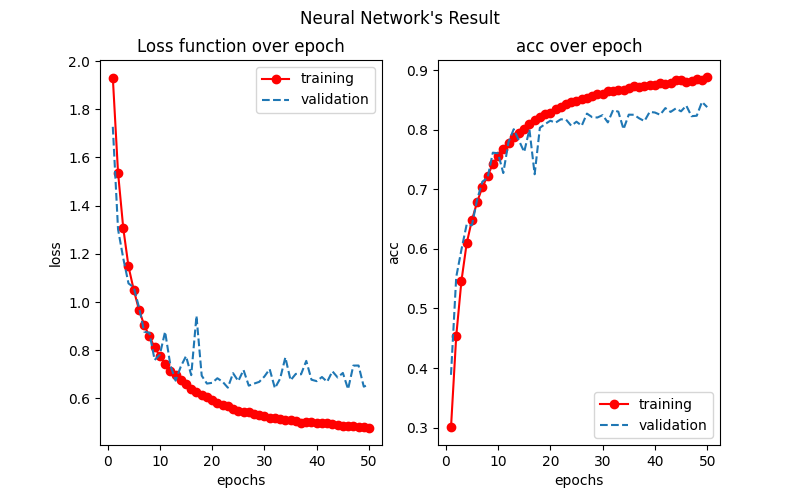 Neural Network's Result
Loss function over epoch
training
validation
loss
2.0
1.8
1.6
1.4
1.2
1.0
0.8
0.6
0
10
20
30
40
50
epochs
acc over epoch
acc
0.9
0.8
0.7
0.6
0.5
0.4
0.3
training
validation
0
10
20
30
40
50
epochs